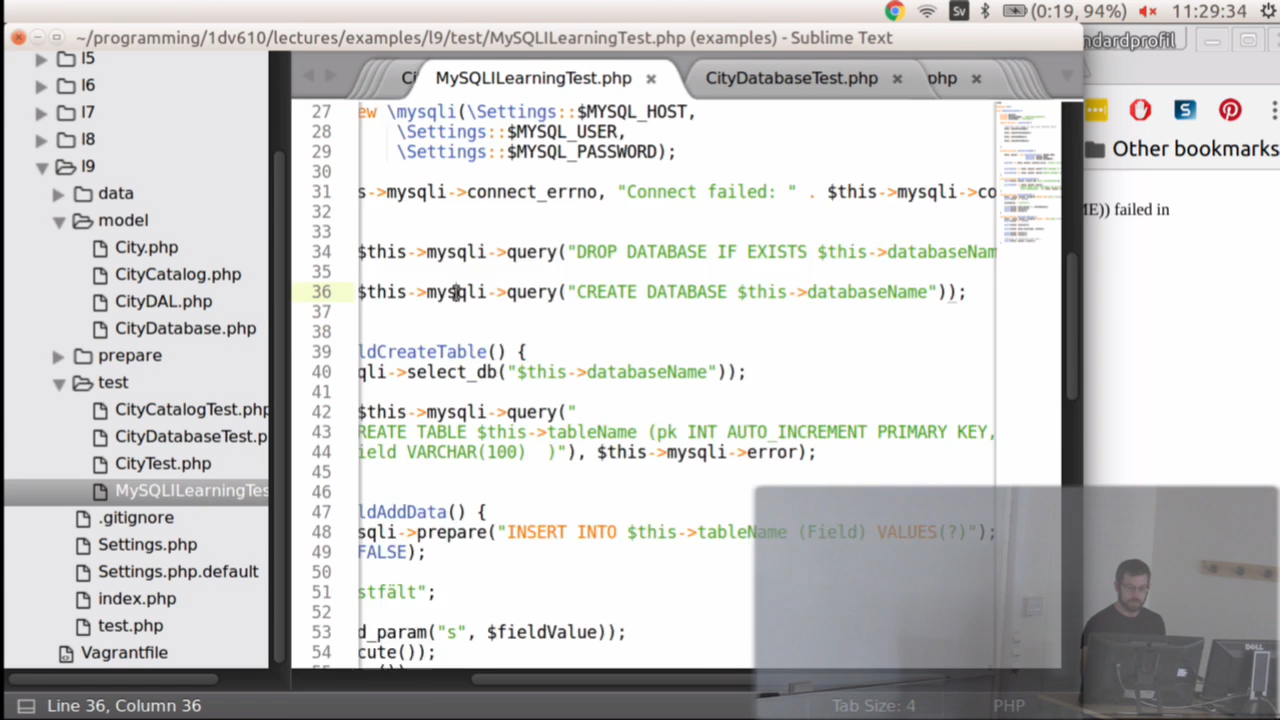 Sv
(0:19, 94%)
11:29:34
~/programming/1dv610/lectures/examples/l9/test/MySQLILearningTest.php (examples) - Sublime Text
ndardprofil
MySQLILearningTest.php
CityDatabaseTest.php
php
l5
l6
l7
l8
l9
data
model
City.php
CityCatalog.php
CityDAL.php
CityDatabase.php
prepare
test
CityCatalogTest.php
CityDatabaseTest.p
CityTest.php
MySQLILearningTes
.gitignore
Settings.php
Settings.php.default
index.php
test.php
Vagrantfile
27 ew \mysqli(\Settings::$MYSQL_HOST,
28 \Settings::$MYSQL_USER,
29 \Settings::$MYSQL_PASSWORD);
30
31 s->mysqli->connect_errno, "Connect failed: " . $this->mysqli->co
32
33
34 $this->mysqli->query("DROP DATABASE IF EXISTS $this->databaseNam
35
36 $this->mysqli->query("CREATE DATABASE $this->databaseName"));
37
38
39 ldCreateTable() {
40 qli->select_db("$this->databaseName"));
41
42 $this->mysqli->query("
43 REATE TABLE $this->tableName (pk INT AUTO_INCREMENT PRIMARY KEY,
44 ield VARCHAR(100) )"), $this->mysqli->error);
45
46
47 ldAddData() {
48 sqli->prepare("INSERT INTO $this->tableName (Field) VALUES(?)");
49 FALSE);
50
51 stfält";
52
53 d_param("s", $fieldValue));
54 cute());
Other bookmarks
ME)) failed in
DELL
Line 36, Column 36
Tab Size: 4
PHP